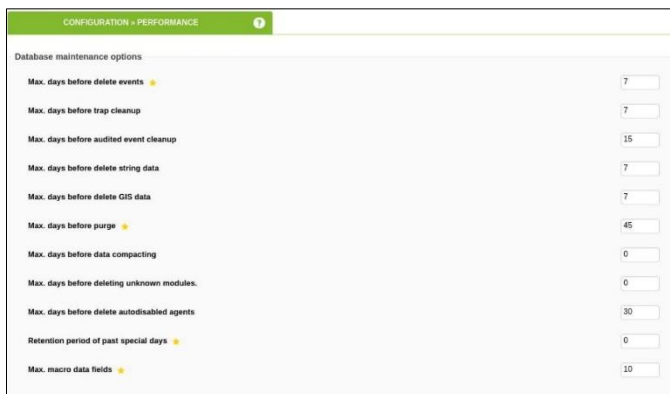 CONFIGURATION » PERFORMANCE ?
Database maintenance options
Max. days before delete events 7
Max. days before trap cleanup 7
Max. days before audited event cleanup 15
Max. days before delete string data 7
Max. days before delete GIS data 7
Max. days before purge 45
Max. days before data compacting 0
Max. days before deleting unknown modules. 0
Max. days before delete autodisabled agents 30
Retention period of past special days 0
Max. macro data fields 10